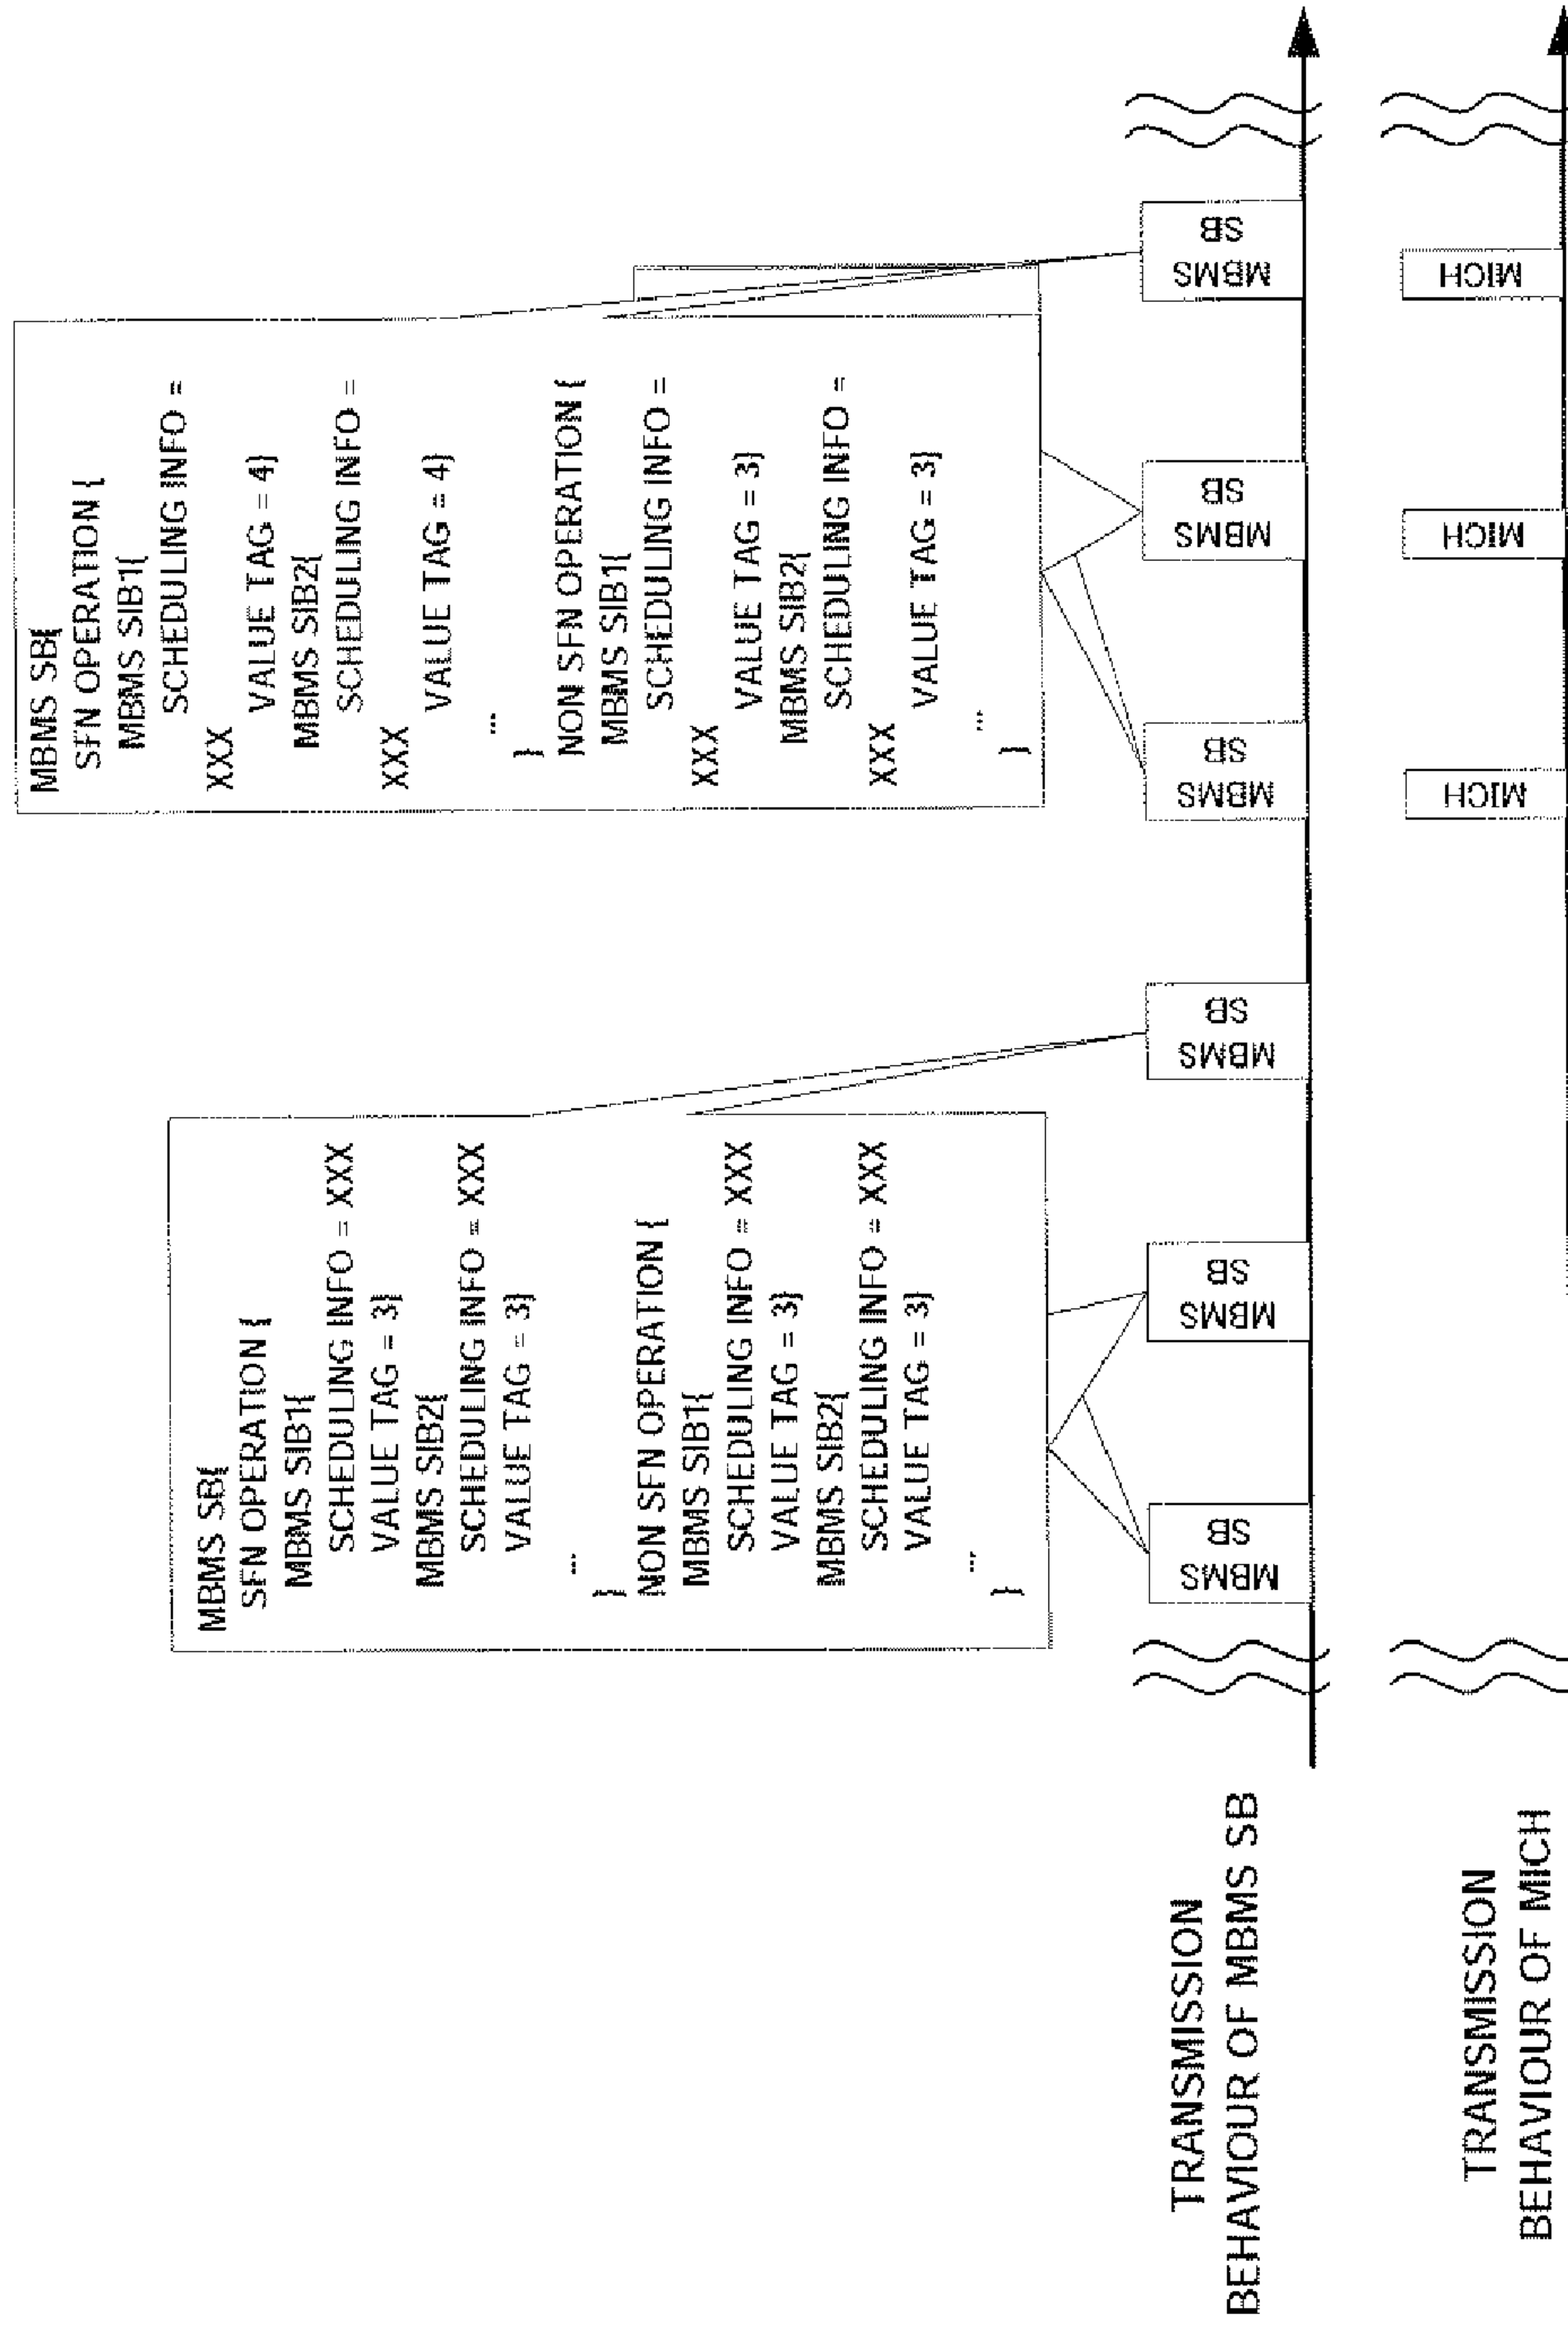 MBMS SB{
SFN OPERATION {
MBMS SIB1{
SCHEDULING INFO = XXX
VALUE TAG = 3}
MBMS SIB2{
SCHEDULING INFO = XXX
VALUE TAG = 3}
...
}
NON SFN OPERATION {
MBMS SIB1{
SCHEDULING INFO = XXX
VALUE TAG = 3}
MBMS SIB2{
SCHEDULING INFO = XXX
VALUE TAG = 3}
...
}
MBMS SB{
SFN OPERATION {
MBMS SIB1{
SCHEDULING INFO =
XXX
VALUE TAG = 4}
MBMS SIB2{
SCHEDULING INFO =
XXX
VALUE TAG = 4}
...
}
NON SFN OPERATION {
MBMS SIB1{
SCHEDULING INFO =
XXX
VALUE TAG = 3}
MBMS SIB2{
SCHEDULING INFO =
XXX
VALUE TAG = 3}
...
}
TRANSMISSION
BEHAVIOUR OF MBMS SB
MBMS
SB
MBMS
SB
MBMS
SB
MBMS
SB
MBMS
SB
MBMS
SB
TRANSMISSION
BEHAVIOUR OF MICH
MICH
MICH
MICH